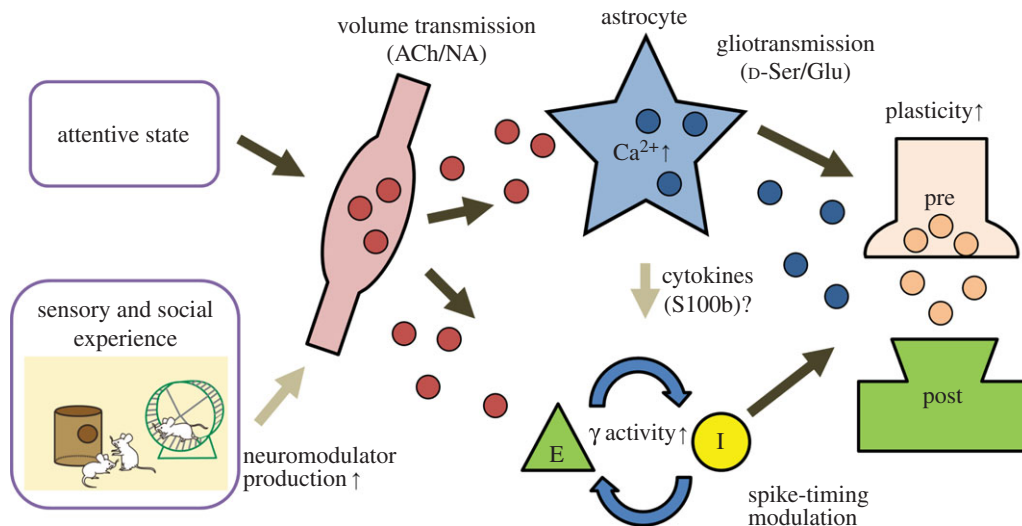 volume transmission
(ACh/NA)
astrocyte
gliotransmission
(D-Ser/Glu)
attentive state
Ca²⁺↑
plasticity↑
pre
sensory and social
experience
cytokines
(S100b)?
neuromodulator
production↑
E
γ activity↑
I
post
spike-timing
modulation